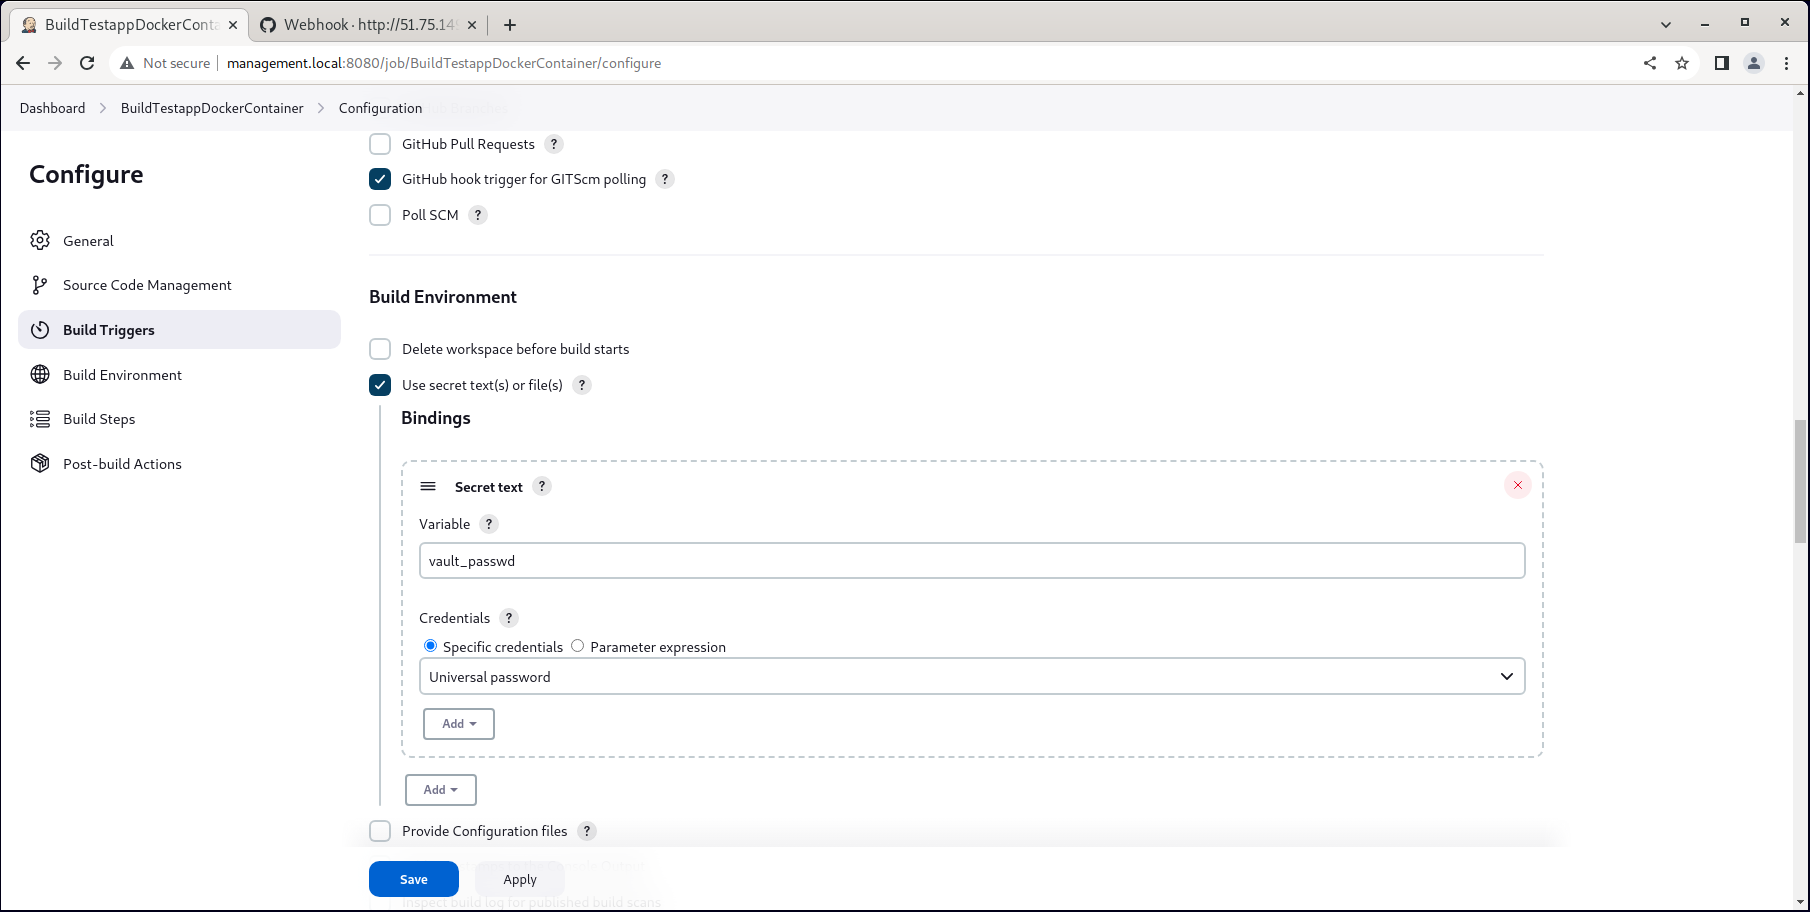 BuildTestappDockerConta
Webhook · http://51.75.14
Not secure
management.local:8080/job/BuildTestappDockerContainer/configure
Dashboard
BuildTestappDockerContainer
Configuration
Configure
General
Source Code Management
Build Triggers
Build Environment
Build Steps
Post-build Actions
GitHub Pull Requests ?
GitHub hook trigger for GITScm polling ?
Poll SCM ?
Build Environment
Delete workspace before build starts
Use secret text(s) or file(s) ?
Bindings
Secret text ?
Variable ?
vault_passwd
Credentials ?
Specific credentials Parameter expression
Universal password
Add
Add
Provide Configuration files ?
Save Apply
Inspect build log for published build scans